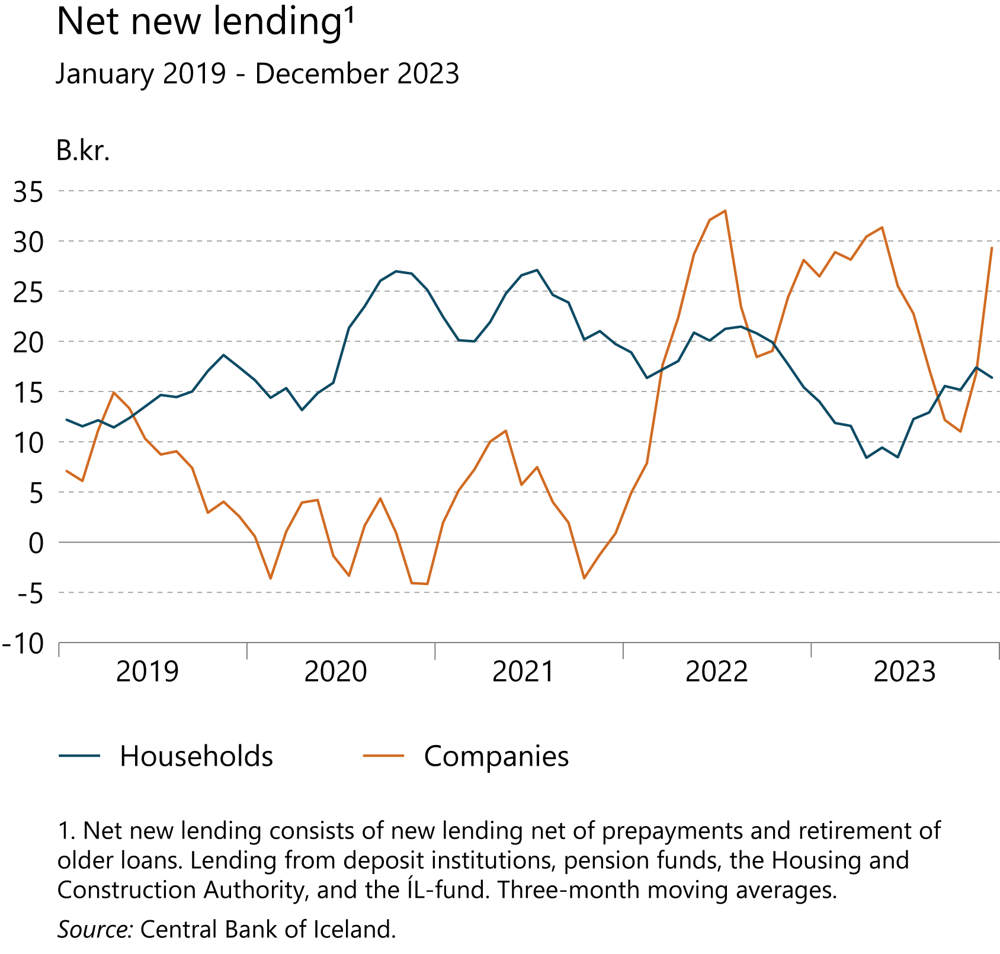 Net new lending¹
January 2019 - December 2023
B.kr.
35
30
25
20
15
10
5
0
-5
-10
2019 2020 2021 2022 2023
Households Companies
1. Net new lending consists of new lending net of prepayments and retirement of
older loans. Lending from deposit institutions, pension funds, the Housing and
Construction Authority, and the ÍL-fund. Three-month moving averages.
Source: Central Bank of Iceland.